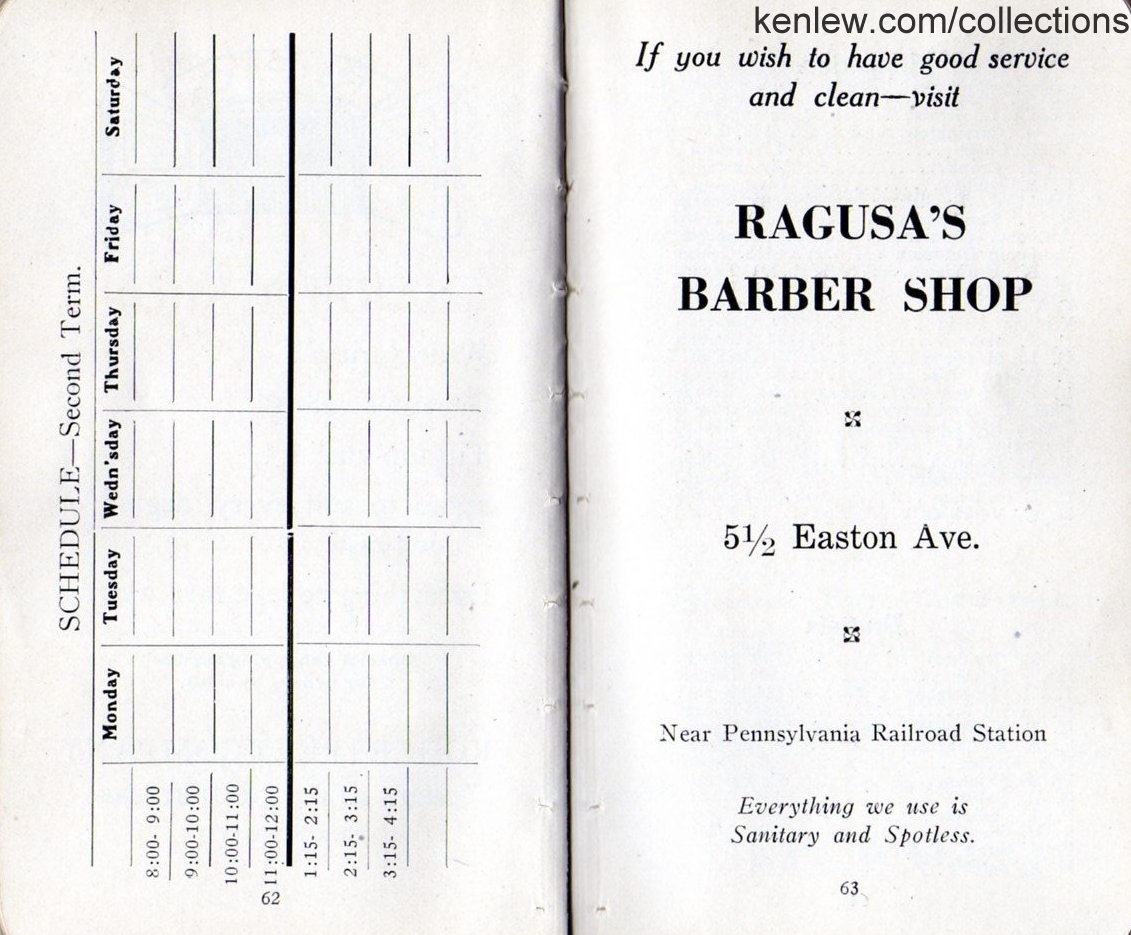 kenlew.com/collections
SCHEDULE—Second Term.
Monday
Tuesday
Wedn'sday
Thursday
Friday
Saturday
8:00- 9:00
9:00-10:00
10:00-11:00
11:00-12:00
1:15- 2:15
2:15- 3:15
3:15- 4:15
62
If you wish to have good service
and clean—visit
RAGUSA'S
BARBER SHOP
5½ Easton Ave.
Near Pennsylvania Railroad Station
Everything we use is
Sanitary and Spotless.
63